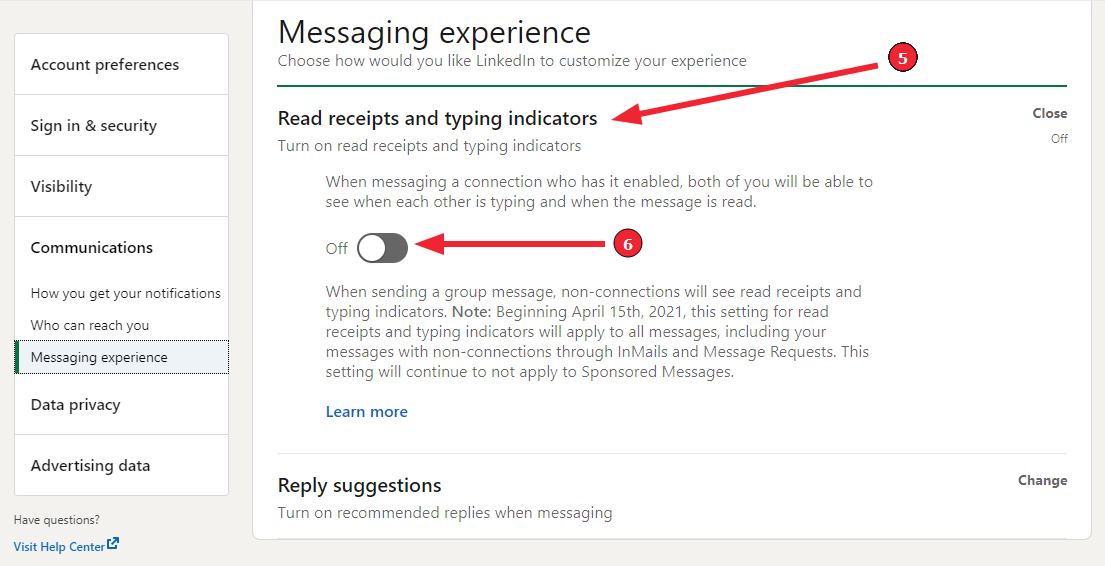 Account preferences
Sign in & security
Visibility
Communications
How you get your notifications
Who can reach you
Messaging experience
Data privacy
Advertising data
Have questions?
Visit Help Center
Messaging experience
Choose how would you like LinkedIn to customize your experience
5
Read receipts and typing indicators
Close
Turn on read receipts and typing indicators
Off
When messaging a connection who has it enabled, both of you will be able to
see when each other is typing and when the message is read.
Off
6
When sending a group message, non-connections will see read receipts and
typing indicators. Note: Beginning April 15th, 2021, this setting for read
receipts and typing indicators will apply to all messages, including your
messages with non-connections through InMails and Message Requests. This
setting will continue to not apply to Sponsored Messages.
Learn more
Reply suggestions
Change
Turn on recommended replies when messaging